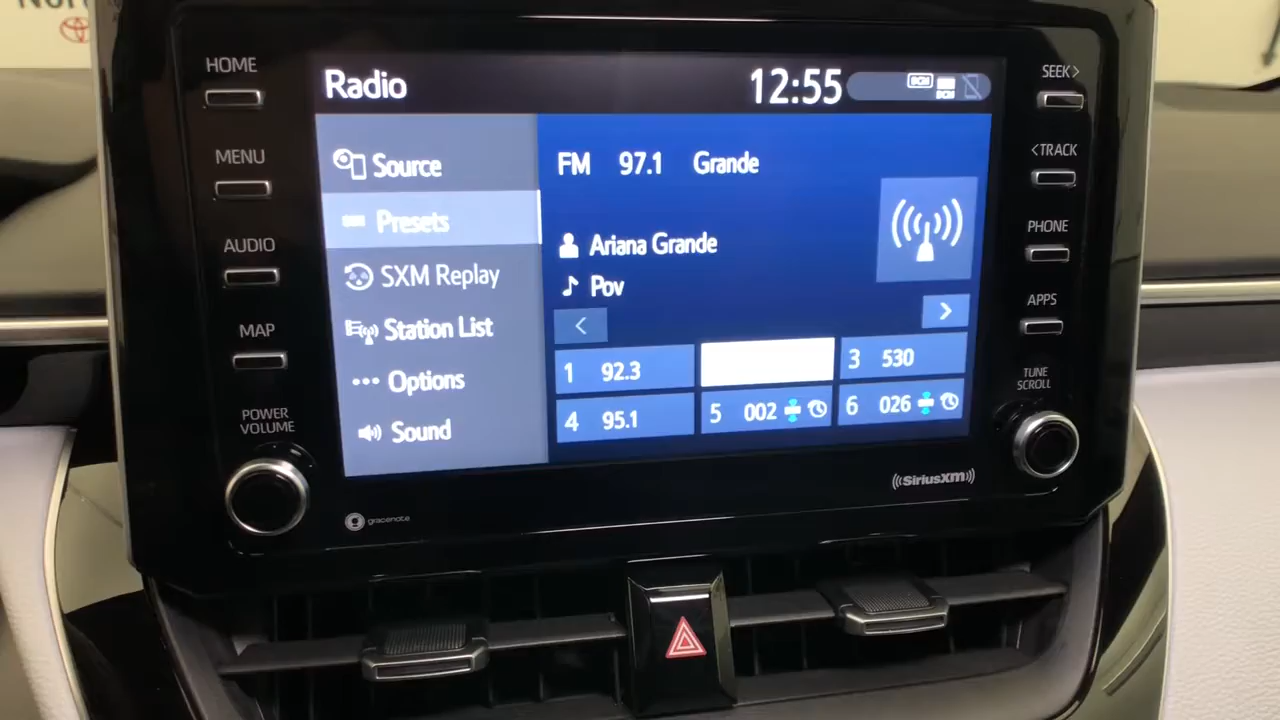 HOME
MENU
AUDIO
MAP
POWER
VOLUME
Radio
12:55
DCM
DCM
Source
Presets
SXM Replay
Station List
Options
Sound
FM 97.1 Grande
Ariana Grande
Pov
<
>
1 92.3
3 530
4 95.1
5 002
6 026
SEEK>
<TRACK
PHONE
APPS
TUNE
SCROLL
gracenote
((SiriusXM))